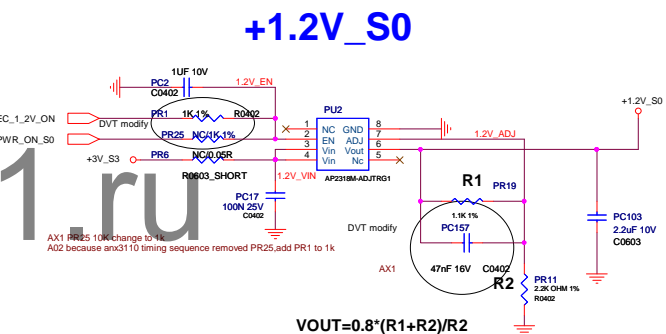 +1.2V_S0
1UF 10V
PC2
C0402
1.2V_EN
EC_1_2V_ON
PR1 1K 1% R0402
DVT modify
PWR_ON_S0
PR25 NC/1K 1%
+3V_S3
PR6 NC/0.05R
R0603_SHORT
1.2V_VIN
PC17
100N 25V
C0402
PU2
1 NC GND 8
2 EN ADJ 7
3 Vin Vout 6
4 Vin Nc 5
AP2318M-ADJTRG1
1.2V_ADJ
+1.2V_S0
R1
PR19
1.1K 1%
DVT modify
PC157
AX1
47nF 16V C0402
R2
PR11
2.2K OHM 1%
R0402
PC103
2.2uF 10V
C0603
1.ru
AX1 PR25 10K change to 1k
A02 because anx3110 timing sequence removed PR25,add PR1 to 1k
VOUT=0.8*(R1+R2)/R2